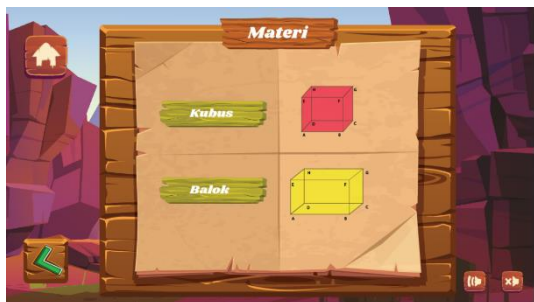 Materi
Kubus
H G
E F
D C
A B
Balok
H G
E F
D C
A B